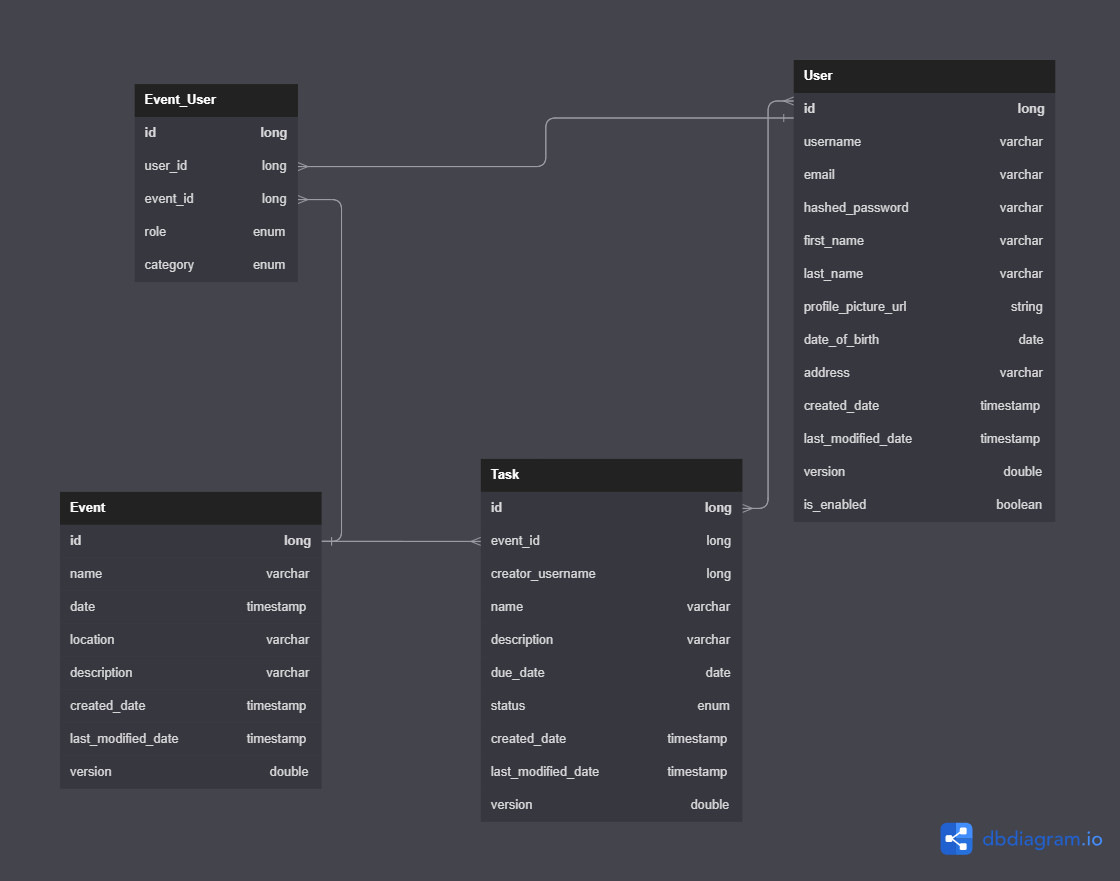 Event_User
id long
user_id long
event_id long
role enum
category enum
User
id long
username varchar
email varchar
hashed_password varchar
first_name varchar
last_name varchar
profile_picture_url string
date_of_birth date
address varchar
created_date timestamp
last_modified_date timestamp
version double
is_enabled boolean
Event
id long
name varchar
date timestamp
location varchar
description varchar
created_date timestamp
last_modified_date timestamp
version double
Task
id long
event_id long
creator_username long
name varchar
description varchar
due_date date
status enum
created_date timestamp
last_modified_date timestamp
version double
dbdiagram.io